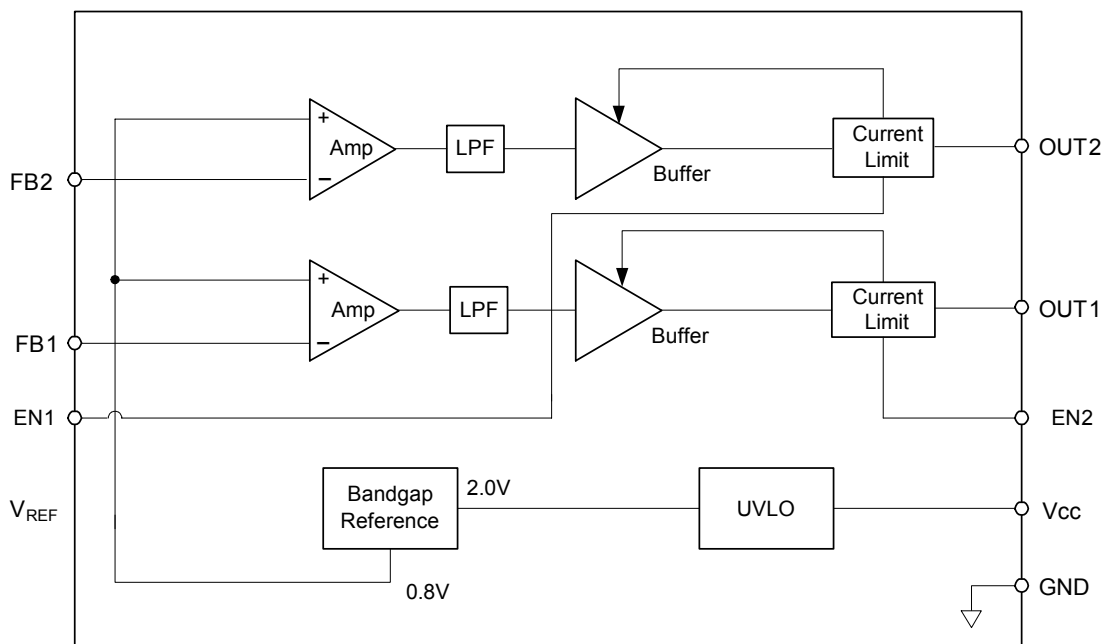 +
Amp
−
LPF
Buffer
Current
Limit
OUT2
FB2
+
Amp
−
LPF
Buffer
Current
Limit
OUT1
FB1
EN1
EN2
VREF
Bandgap
Reference
2.0V
UVLO
Vcc
0.8V
GND